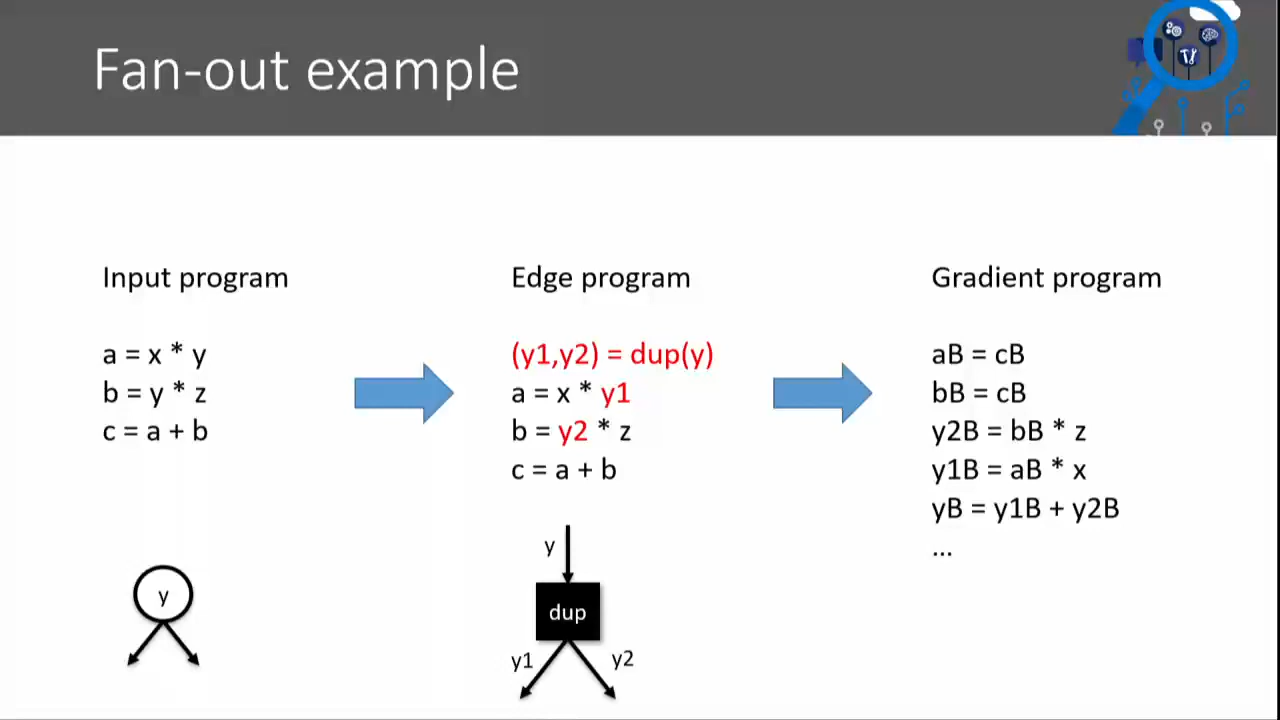 Fan-out example
Input program
a = x * y
b = y * z
c = a + b
y
Edge program
(y1,y2) = dup(y)
a = x * y1
b = y2 * z
c = a + b
y
dup
y1
y2
Gradient program
aB = cB
bB = cB
y2B = bB * z
y1B = aB * x
yB = y1B + y2B
...